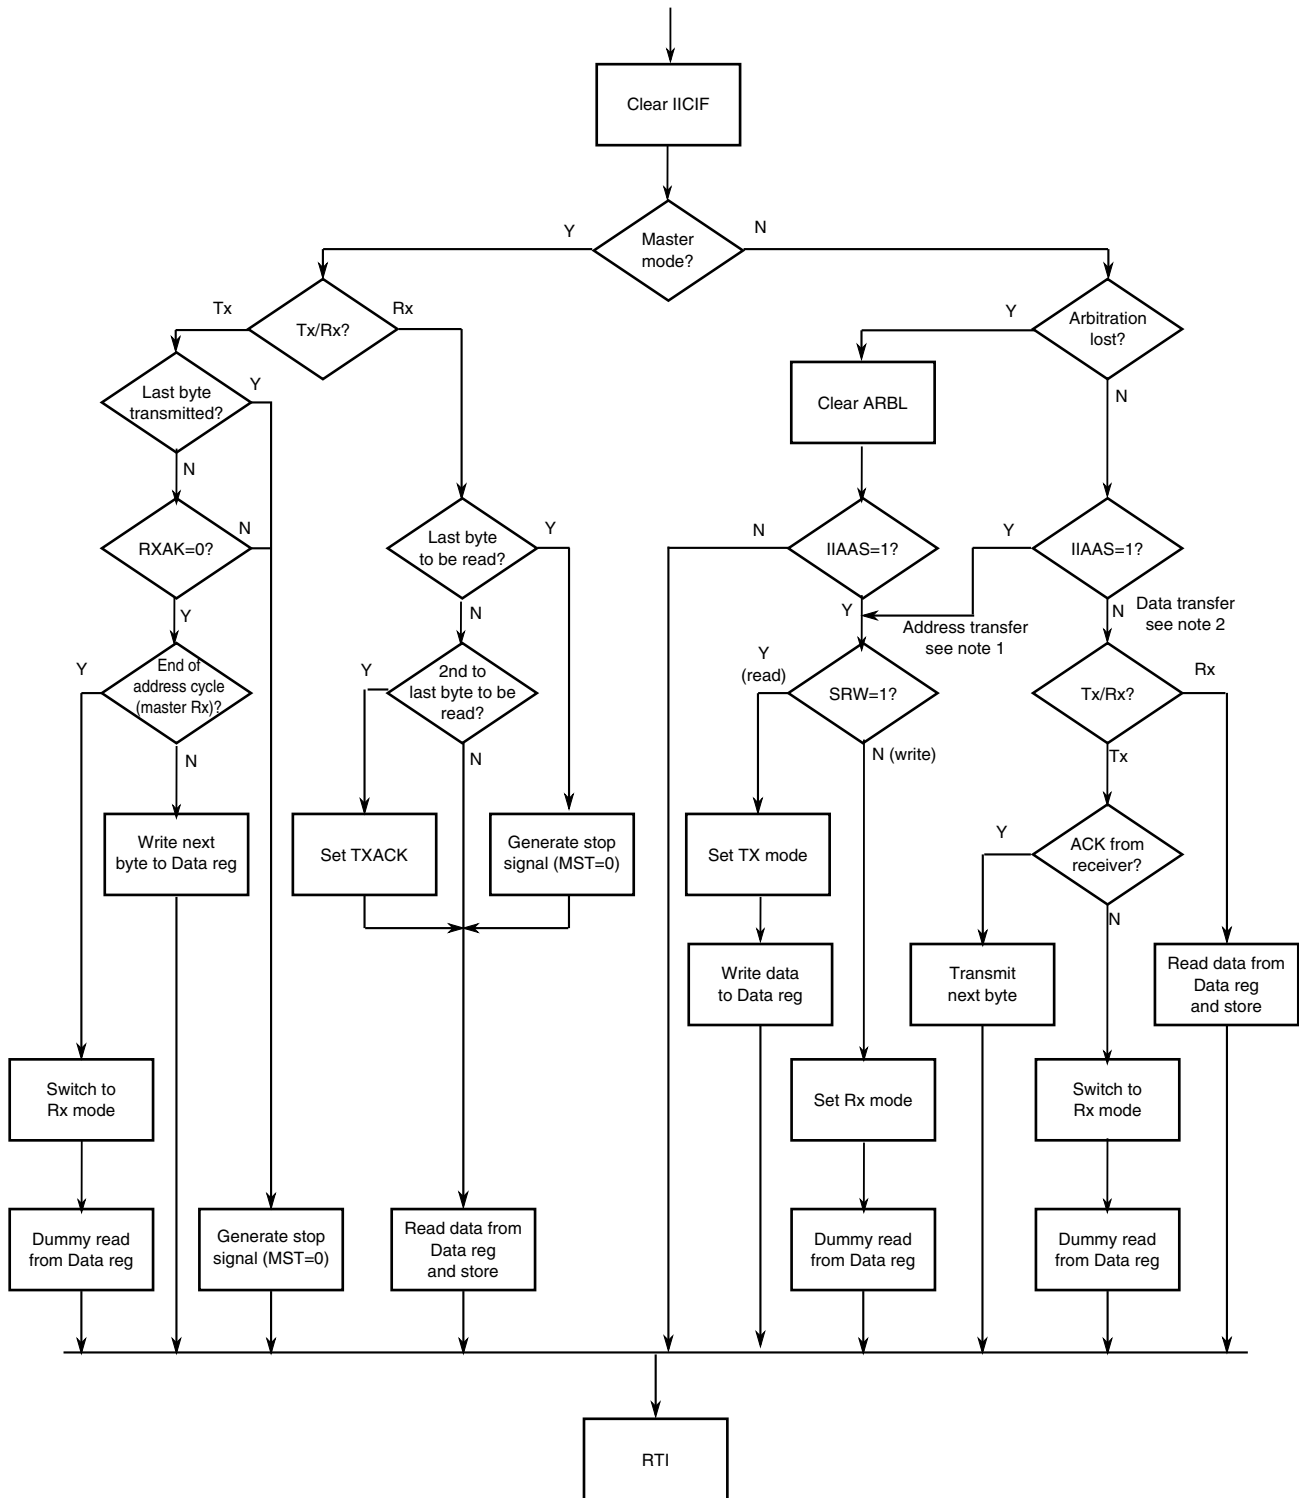 Clear IICIF
Y
N
Master
mode?
Tx
Rx
Tx/Rx?
Y
Arbitration
lost?
Y
Last byte
transmitted?
Clear ARBL
N
N
RXAK=0?
N
Last byte
to be read?
Y
N
IIAAS=1?
Y
IIAAS=1?
Y
N
Y
Address transfer
see note 1
N
Data transfer
see note 2
Y
End of
address cycle
(master Rx)?
Y
2nd to
last byte to be
read?
Y
(read)
SRW=1?
Tx/Rx?
Rx
N
N
N (write)
Tx
Write next
byte to Data reg
Set TXACK
Generate stop
signal (MST=0)
Set TX mode
Y
ACK from
receiver?
N
Write data
to Data reg
Transmit
next byte
Read data from
Data reg
and store
Switch to
Rx mode
Set Rx mode
Switch to
Rx mode
Dummy read
from Data reg
Generate stop
signal (MST=0)
Read data from
Data reg
and store
Dummy read
from Data reg
Dummy read
from Data reg
RTI